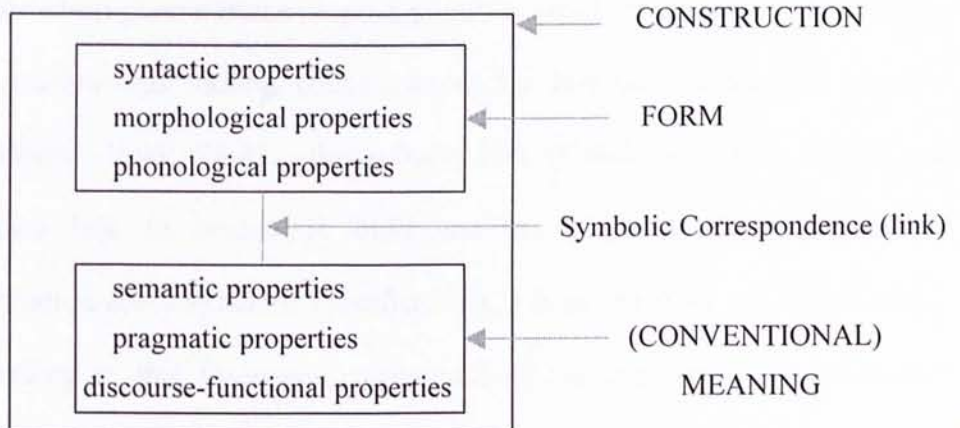 CONSTRUCTION
syntactic properties
morphological properties
FORM
phonological properties
Symbolic Correspondence (link)
semantic properties
pragmatic properties
(CONVENTIONAL)
discourse-functional properties
MEANING